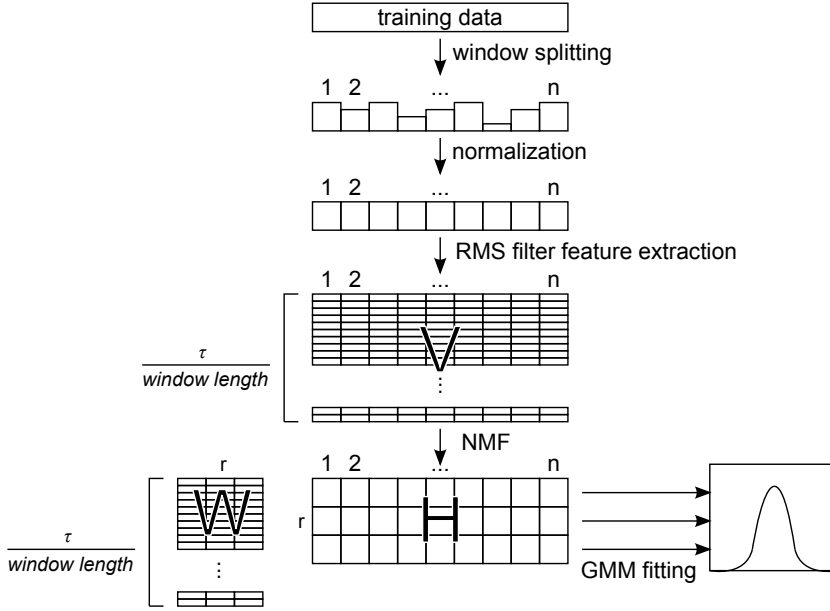 training data
window splitting
1 2 ... n
normalization
1 2 ... n
RMS filter feature extraction
1 2 ... n
V
τ
window length
⋮
NMF
1 2 ... n
r
W
τ
window length
⋮
r
H
GMM fitting